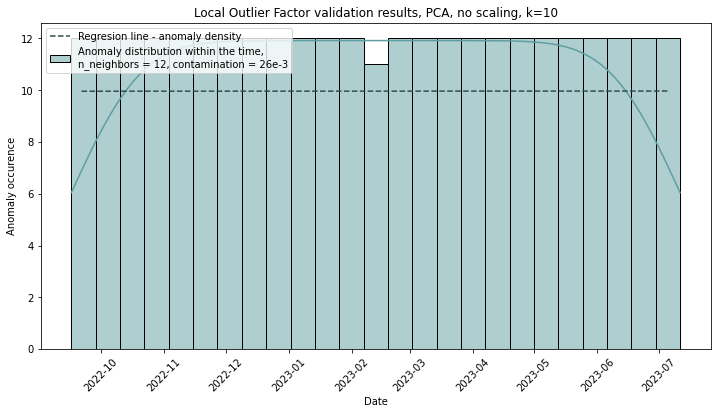 Local Outlier Factor validation results, PCA, no scaling, k=10
Regresion line - anomaly density
Anomaly distribution within the time,
n_neighbors = 12, contamination = 26e-3
Anomaly occurence
12
10
8
6
4
2
0
2022-10
2022-11
2022-12
2023-01
2023-02
2023-03
2023-04
2023-05
2023-06
2023-07
Date